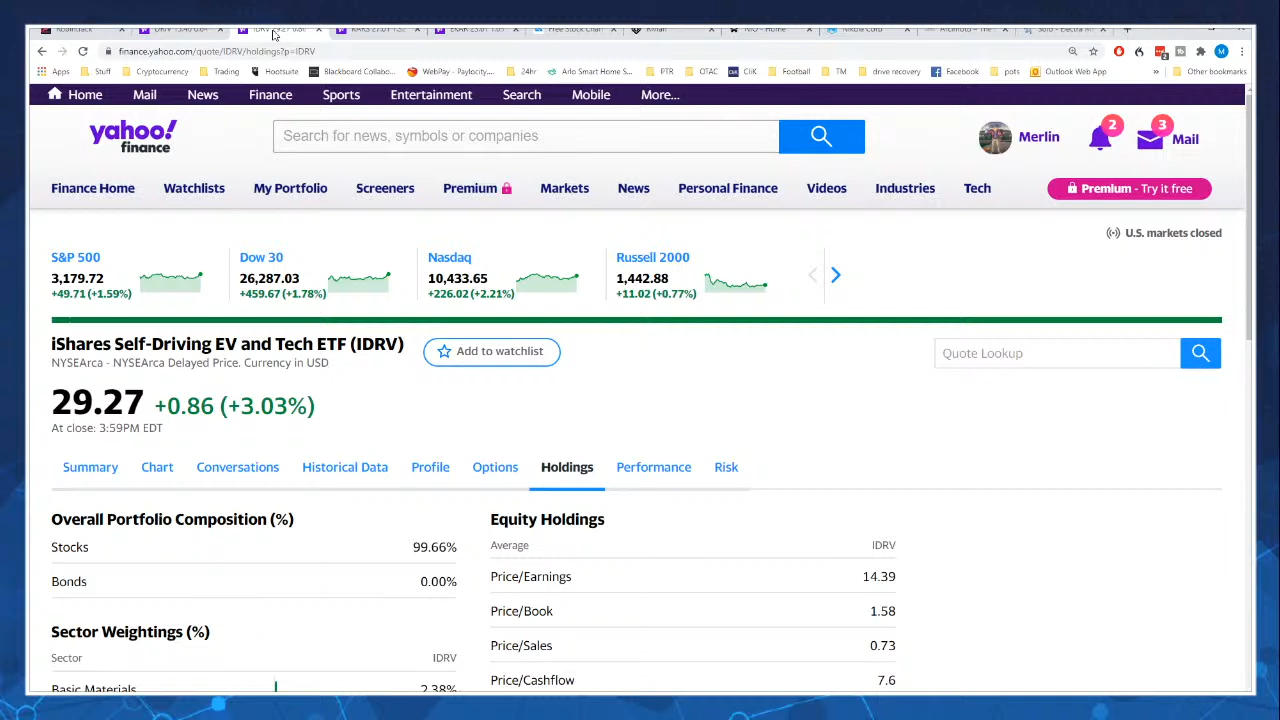 finance.yahoo.com/quote/IDRV/holdings?p=IDRV
Apps Stuff Cryptocurrency Trading Hootsuite Blackboard Collabo... WebPay - Paylocity,... 24hr Arlo Smart Home S... PTR OTAC CliK Football TM drive recovery Facebook pots Outlook Web App » Other bookmarks
Home Mail News Finance Sports Entertainment Search Mobile More...
yahoo!
finance
Search for news, symbols or companies
Merlin
2
3
Mail
Finance Home Watchlists My Portfolio Screeners Premium Markets News Personal Finance Videos Industries Tech Premium - Try it free
U.S. markets closed
S&P 500 Dow 30 Nasdaq Russell 2000
3,179.72 26,287.03 10,433.65 1,442.88
+49.71 (+1.59%) +459.67 (+1.78%) +226.02 (+2.21%) +11.02 (+0.77%)
iShares Self-Driving EV and Tech ETF (IDRV)
Add to watchlist
Quote Lookup
NYSEArca - NYSEArca Delayed Price. Currency in USD
29.27 +0.86 (+3.03%)
At close: 3:59PM EDT
Summary Chart Conversations Historical Data Profile Options Holdings Performance Risk
Overall Portfolio Composition (%)
Stocks 99.66%
Bonds 0.00%
Sector Weightings (%)
Sector IDRV
Basic Materials 2.38%
Equity Holdings
Average IDRV
Price/Earnings 14.39
Price/Book 1.58
Price/Sales 0.73
Price/Cashflow 7.6